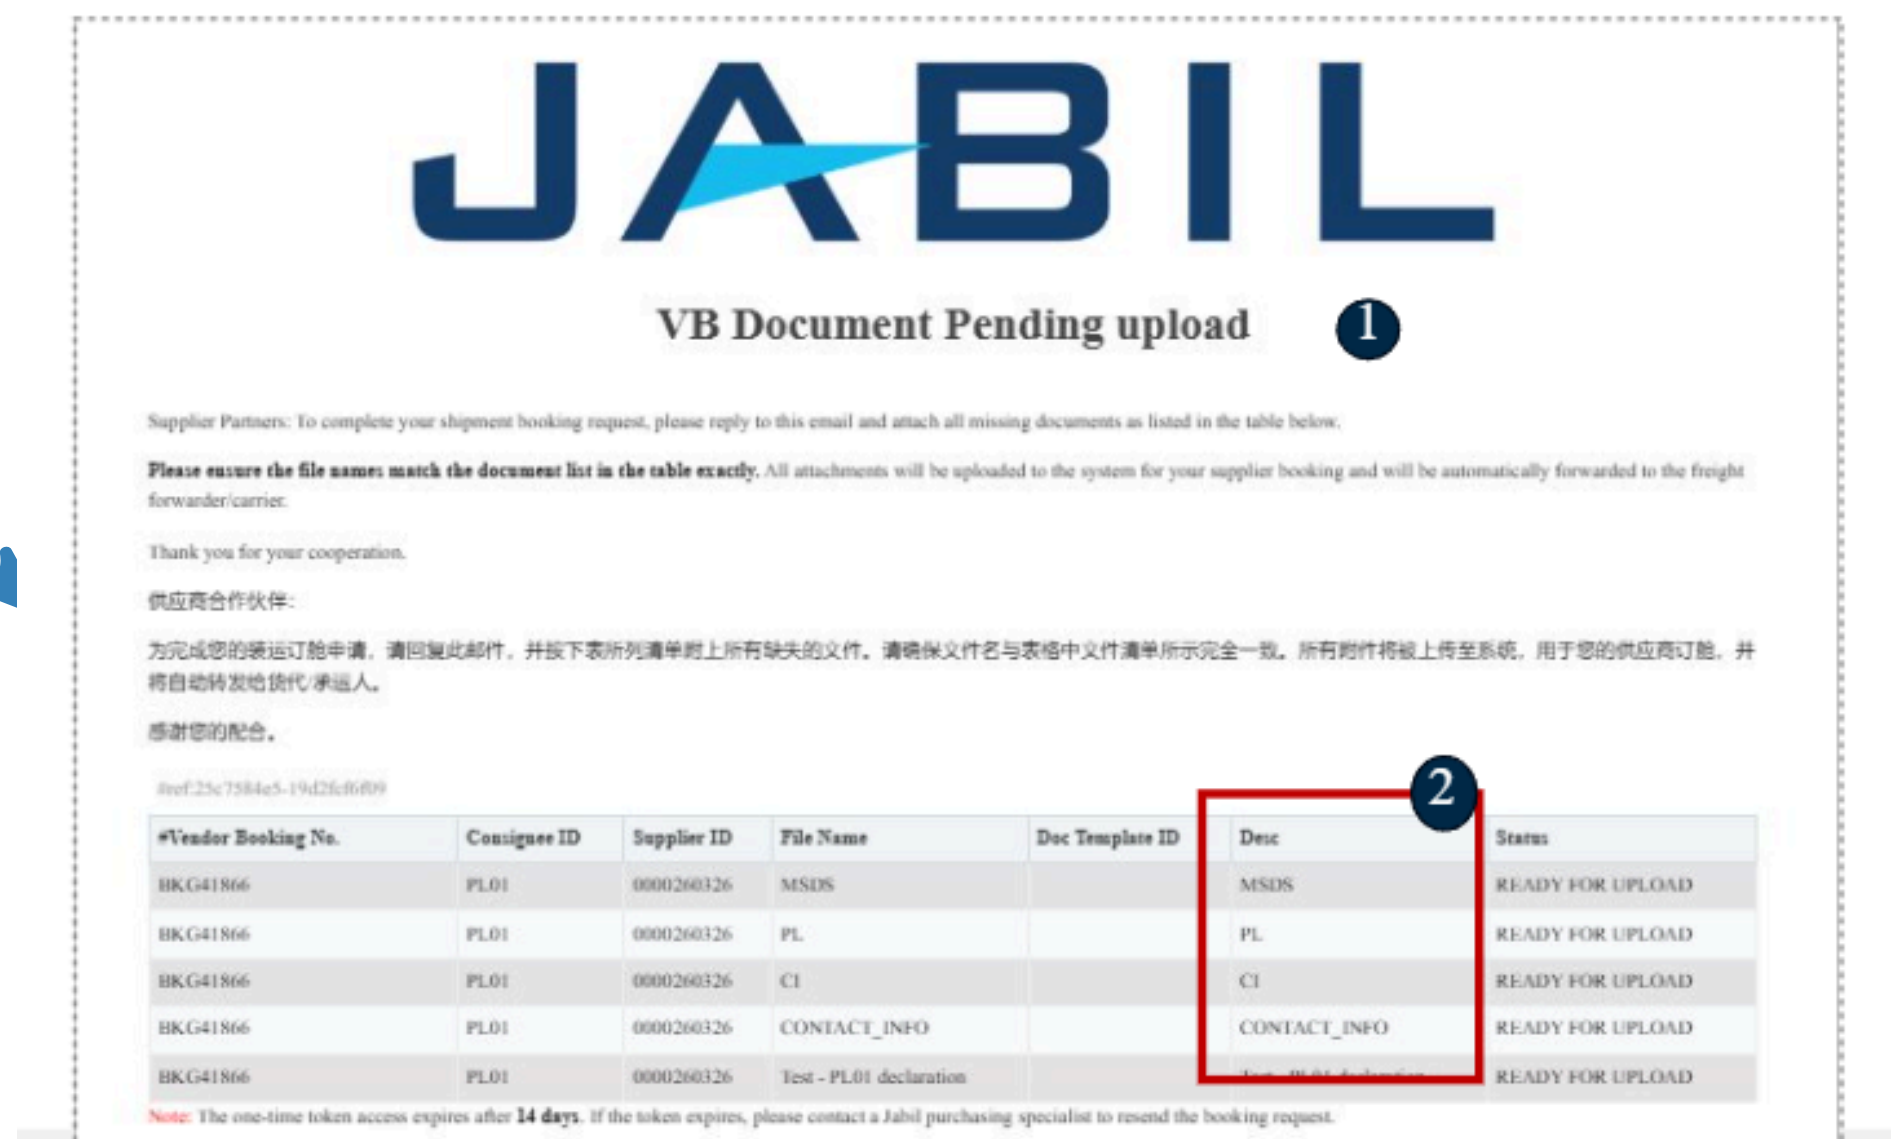 JABIL
VB Document Pending upload
1
Supplier Partners: To complete your shipment booking request, please reply to this email and attach all missing documents as listed in the table below.
Please ensure the file names match the document list in the table exactly. All attachments will be uploaded to the system for your supplier booking and will be automatically forwarded to the freight
forwarder/carrier.
Thank you for your cooperation.
供应商合作伙伴：
为完成您的装运订舱申请，请回复此邮件，并按下表所列清单附上所有缺失的文件。请确保文件名与表格中文件清单所示完全一致。所有附件将被上传至系统，用于您的供应商订舱，并
将自动转发给货代/承运人。
感谢您的配合。
2
#Vendor Booking No. Consignee ID Supplier ID File Name Doc Template ID Desc Status
BKG41866 PL01 0000260326 MSDS MSDS READY FOR UPLOAD
BKG41866 PL01 0000260326 PL PL READY FOR UPLOAD
BKG41866 PL01 0000260326 CI CI READY FOR UPLOAD
BKG41866 PL01 0000260326 CONTACT_INFO CONTACT_INFO READY FOR UPLOAD
BKG41866 PL01 0000260326 Test - PL01 declaration Test - PL01 declaration READY FOR UPLOAD
Note: The one-time token access expires after 14 days. If the token expires, please contact a Jabil purchasing specialist to resend the booking request.